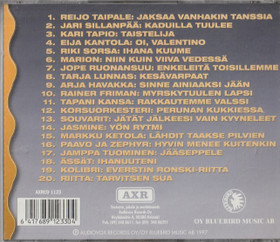 1. REIJO TAIPALE: JAKSAA VANHAKIN TANSSIA
2. JARI SILLANPÄÄ: KADUILLA TUULEE
3. KARI TAPIO: TAISTELIJA
4. EIJA KANTOLA: OI, VALENTINO
5. RIKI SORSA: IHANA KUUME
6. MARION: NIIN KUIN VIIVA VEDESSÄ
7. JOPE RUONANSUU: ENKELEITÄ TOISILLEMME
8. TARJA LUNNAS: KESÄVARPAAT
9. ARJA HAVAKKA: SINNE AINIAAKSI JÄÄN
10. RAINER FRIMAN: MYRSKYTUULEN LAPSI
11. TAPANI KANSA: RAKKAUTEMME VALSSI
12. KORSUORKESTERI: PERUNAN KUKKIESSA
13. SOUVARIT: JÄTÄT JÄLKEESI VAIN KYYNELEET
14. JASMINE: YÖN RYTMI
15. MARKKU KETOLA: LÄHDIT TAAKSE PILVIEN
16. PAAVO JA ZEPHYR: HYVIN MENEE KUITENKIN
17. JAMPPA TUOMINEN: JÄÄSEPPELE
18. ÄSSÄT: IHANUUTENI
19. KOLIBRI: EVERSTIN RONSKI-RIITTA
20. RIITTA: TARVITSEN SUA
6 417689 123304
AXR
OY BLUEBIRD MUSIC AB